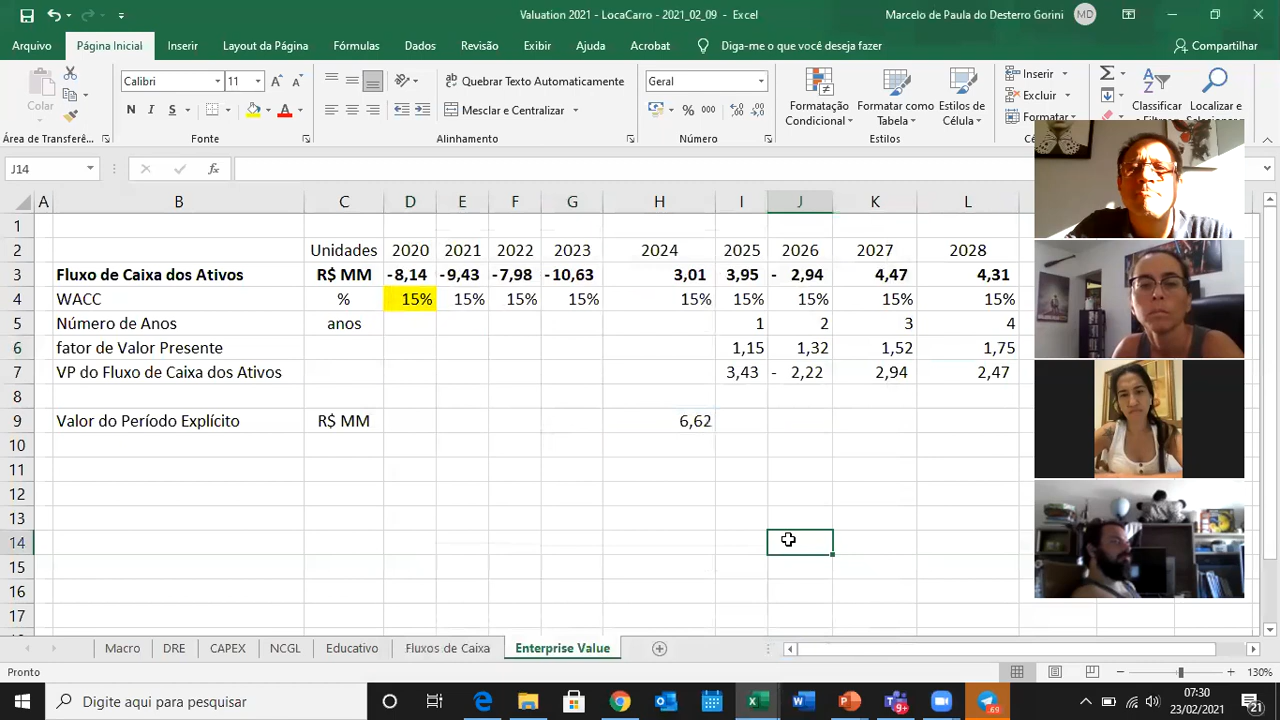 Valuation 2021 - LocaCarro - 2021_02_09 - Excel
Marcelo de Paula do Desterro Gorini MD
Arquivo Página Inicial Inserir Layout da Página Fórmulas Dados Revisão Exibir Ajuda Acrobat Diga-me o que você deseja fazer Compartilhar
Colar
Calibri 11
N I S
Quebrar Texto Automaticamente
Mesclar e Centralizar
Geral
% 000
Formatação Condicional
Formatar como Tabela
Estilos de Célula
Inserir
Excluir
Formatar
Classificar
Localizar e
Área de Transferê... Fonte Alinhamento Número Estilos
J14 fx
A B C D E F G H I J K L
1
2 Unidades 2020 2021 2022 2023 2024 2025 2026 2027 2028
3 Fluxo de Caixa dos Ativos R$ MM -8,14 -9,43 -7,98 -10,63 3,01 3,95 - 2,94 4,47 4,31
4 WACC % 15% 15% 15% 15% 15% 15% 15% 15% 15%
5 Número de Anos anos 1 2 3 4
6 fator de Valor Presente 1,15 1,32 1,52 1,75
7 VP do Fluxo de Caixa dos Ativos 3,43 - 2,22 2,94 2,47
8
9 Valor do Período Explícito R$ MM 6,62
10
11
12
13
14
15
16
17
Macro DRE CAPEX NCGL Educativo Fluxos de Caixa Enterprise Value
Pronto 130%
Digite aqui para pesquisar
07:30
23/02/2021
21